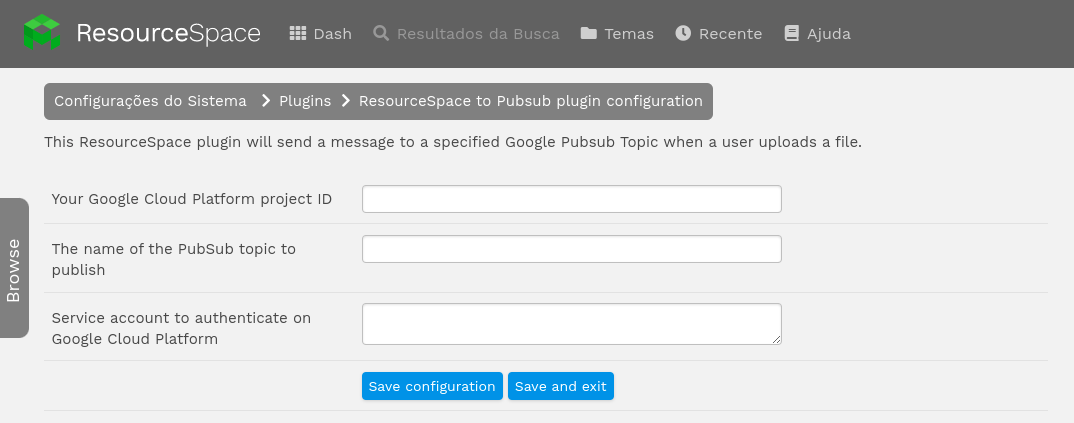 ResourceSpace Dash Resultados da Busca Temas Recente Ajuda
Configurações do Sistema Plugins ResourceSpace to Pubsub plugin configuration
This ResourceSpace plugin will send a message to a specified Google Pubsub Topic when a user uploads a file.
Your Google Cloud Platform project ID
The name of the PubSub topic to
publish
Browse
Service account to authenticate on
Google Cloud Platform
Save configuration Save and exit